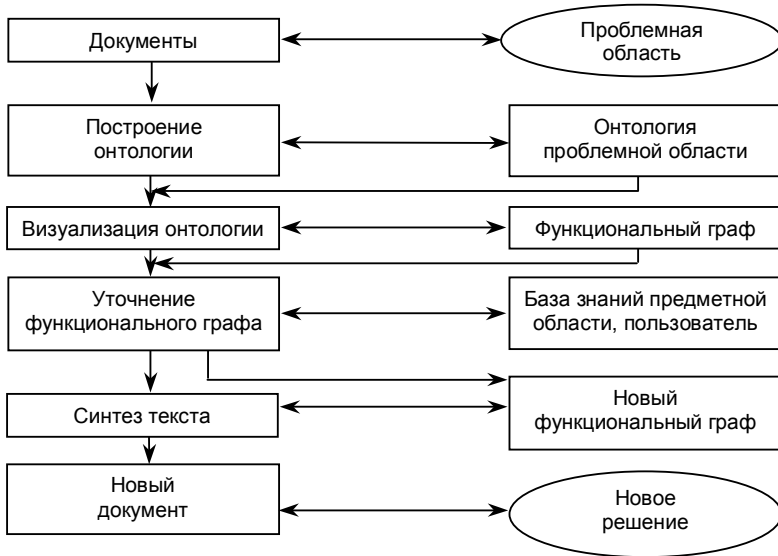 Документы
Проблемная
область
Построение
онтологии
Онтология
проблемной области
Визуализация онтологии
Функциональный граф
Уточнение
функционального графа
База знаний предметной
области, пользователь
Синтез текста
Новый
функциональный граф
Новый
документ
Новое
решение